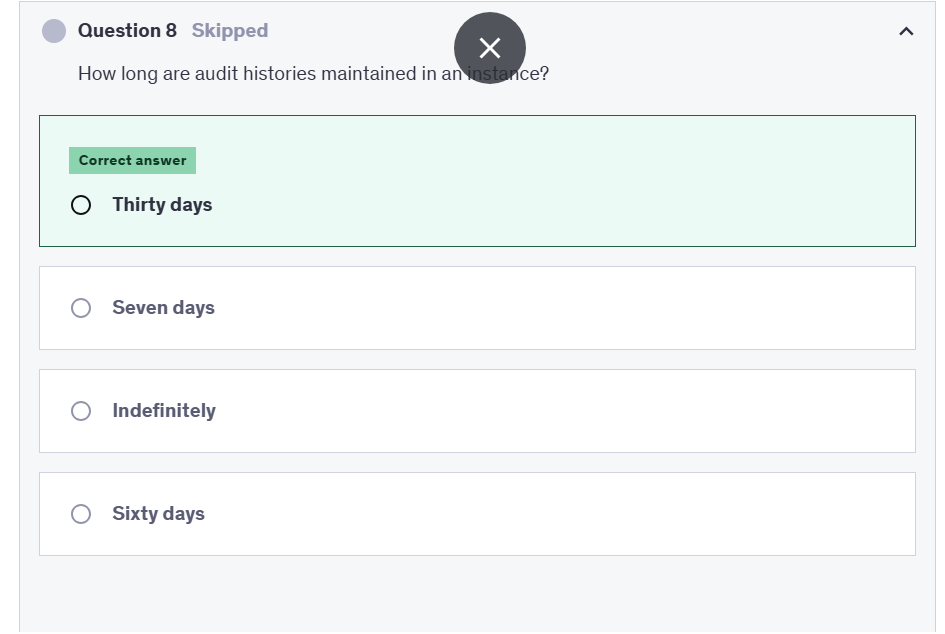 Question 8 Skipped
How long are audit histories maintained in an instance?
Correct answer
Thirty days
Seven days
Indefinitely
Sixty days